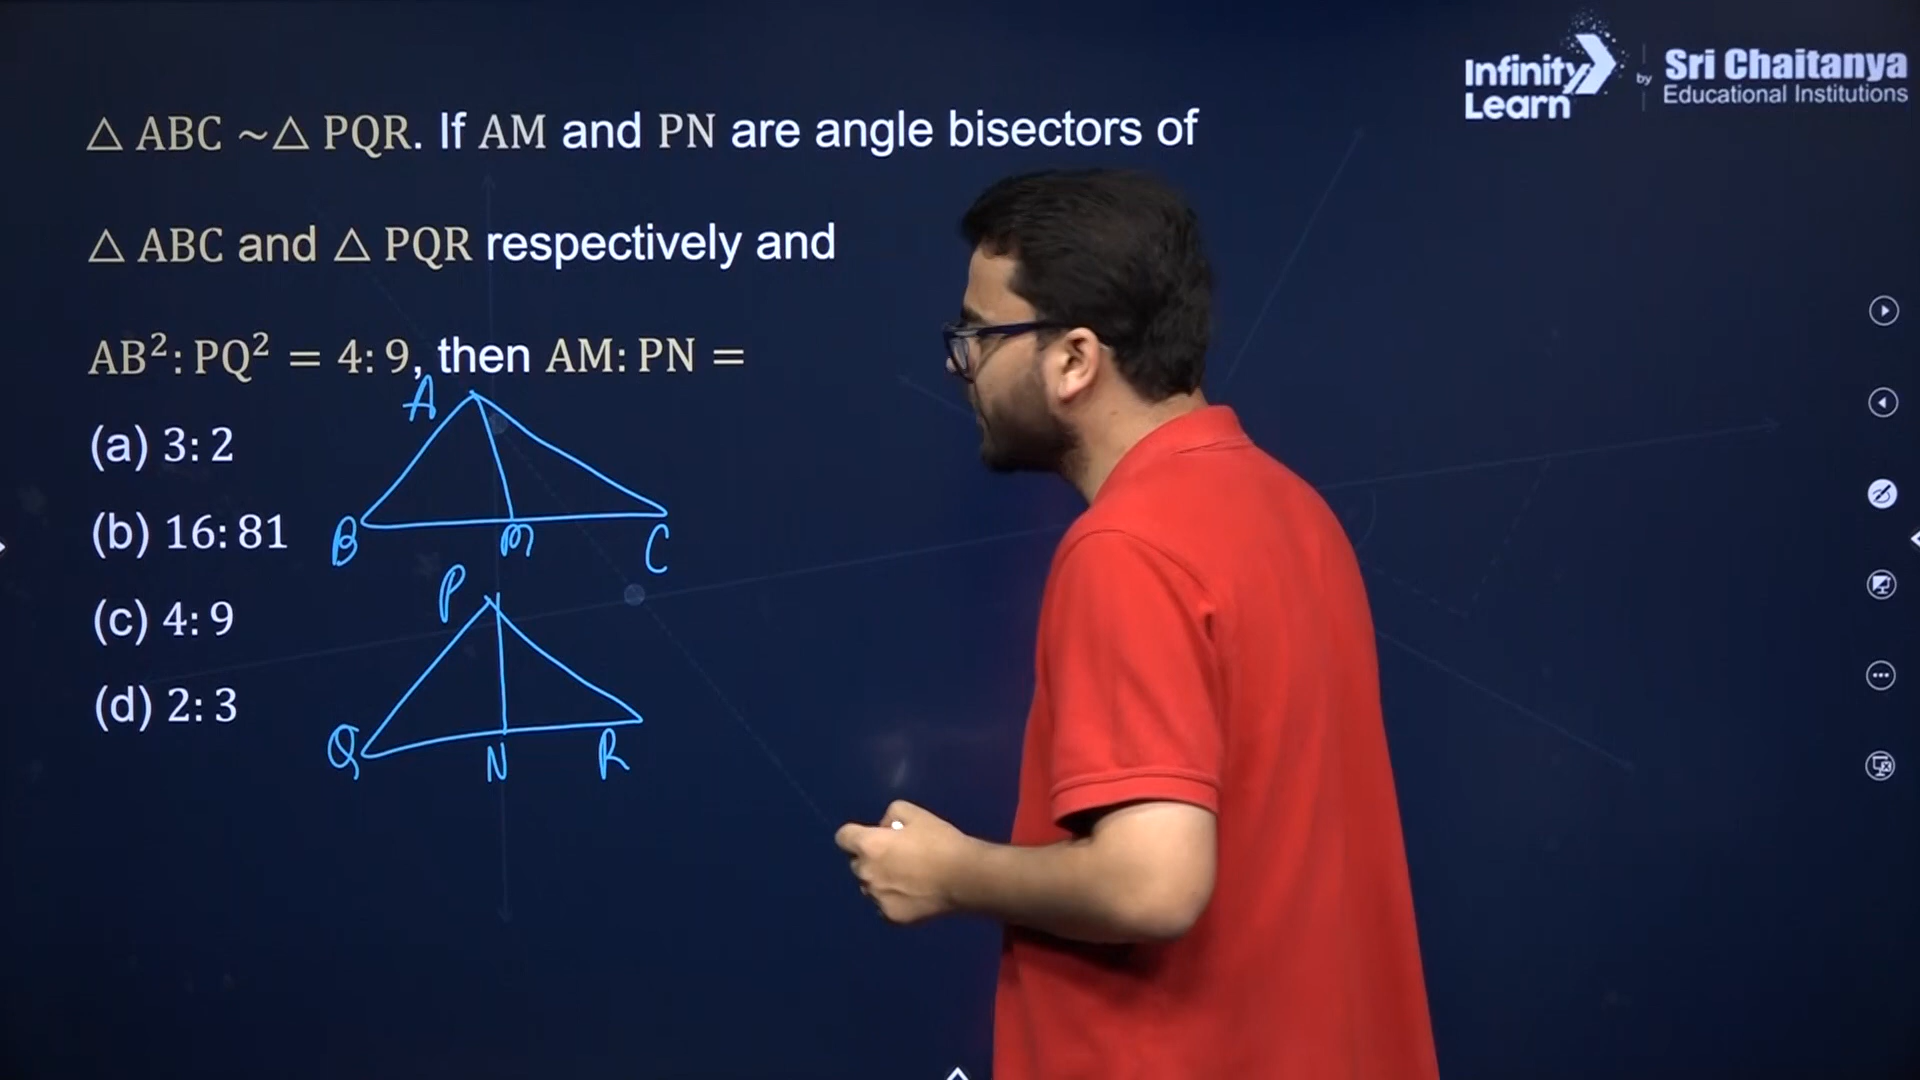 Infinity Learn by Sri Chaitanya Educational Institutions
△ ABC ~△ PQR. If AM and PN are angle bisectors of
△ ABC and △ PQR respectively and
AB²: PQ² = 4: 9, then AM: PN =
(a) 3: 2
(b) 16: 81
(c) 4: 9
(d) 2: 3
A
B M C
P
Q N R